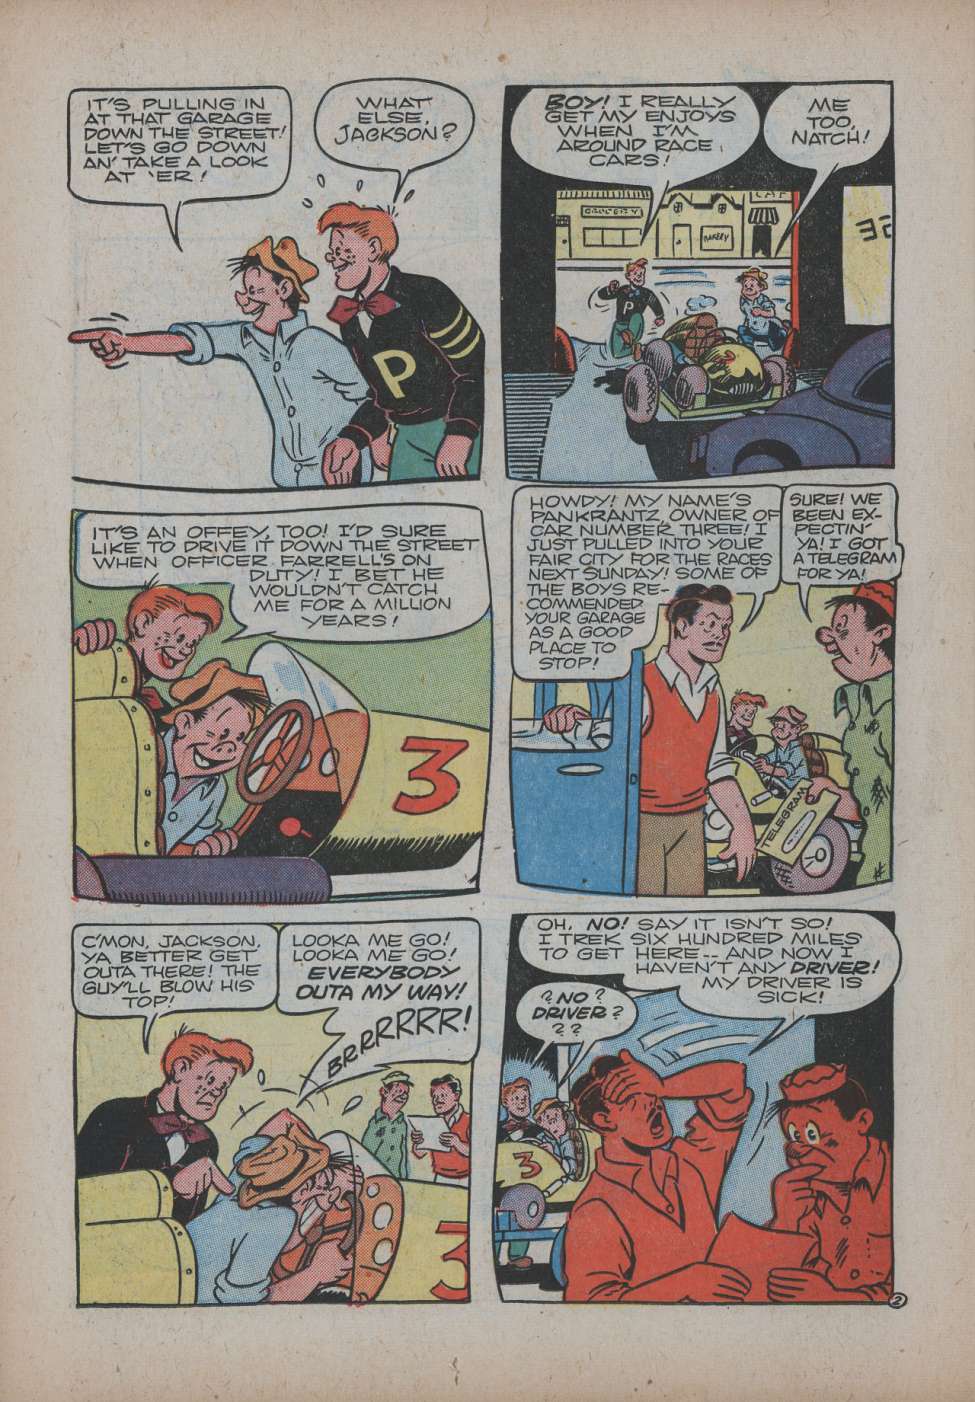 IT'S PULLING IN
AT THAT GARAGE
DOWN THE STREET!
LET'S GO DOWN
AN' TAKE A LOOK
AT 'ER!
WHAT
ELSE,
JACKSON?
P
BOY! I REALLY
GET MY ENJOYS
WHEN I'M
AROUND RACE
CARS!
ME
TOO,
NATCH!
GROCERY
BAKERY
P
IT'S AN OFFEY, TOO! I'D SURE
LIKE TO DRIVE IT DOWN THE STREET
WHEN OFFICER FARRELL'S ON
DUTY! I BET HE
WOULDN'T CATCH
ME FOR A MILLION
YEARS!
3
HOWDY! MY NAME'S
PANKRANTZ, OWNER OF
CAR NUMBER THREE! I
JUST PULLED INTO YOUR
FAIR CITY FOR THE RACES
NEXT SUNDAY! SOME OF
THE BOYS RE-
COMMENDED
YOUR GARAGE
AS A GOOD
PLACE TO
STOP!
SURE! WE
BEEN EX-
PECTIN'
YA! I GOT
A TELEGRAM
FOR YA!
TELEGRAM
C'MON, JACKSON,
YA BETTER GET
OUTA THERE! THE
GUY'LL BLOW HIS
TOP!
LOOKA ME GO!
LOOKA ME GO!
EVERYBODY
OUTA MY WAY!
BRRRRRRR!
3
OH, NO! SAY IT ISN'T SO!
I TREK SIX HUNDRED MILES
TO GET HERE-- AND NOW I
HAVEN'T ANY DRIVER!
MY DRIVER IS
SICK!
? NO ?
DRIVER?
? ?
3
2